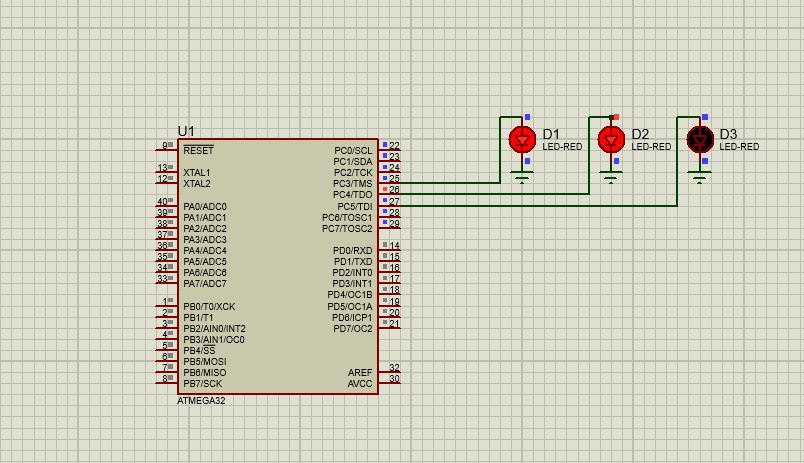 U1
D1
LED-RED
D2
LED-RED
D3
LED-RED
9 RESET
13 XTAL1
12 XTAL2
40 PA0/ADC0
39 PA1/ADC1
38 PA2/ADC2
37 PA3/ADC3
36 PA4/ADC4
35 PA5/ADC5
34 PA6/ADC6
33 PA7/ADC7
1 PB0/T0/XCK
2 PB1/T1
3 PB2/AIN0/INT2
4 PB3/AIN1/OC0
5 PB4/SS
6 PB5/MOSI
7 PB6/MISO
8 PB7/SCK
PC0/SCL 22
PC1/SDA 23
PC2/TCK 24
PC3/TMS 25
PC4/TDO 26
PC5/TDI 27
PC6/TOSC1 28
PC7/TOSC2 29
PD0/RXD 14
PD1/TXD 15
PD2/INT0 16
PD3/INT1 17
PD4/OC1B 18
PD5/OC1A 19
PD6/ICP1 20
PD7/OC2 21
AREF 32
AVCC 30
ATMEGA32